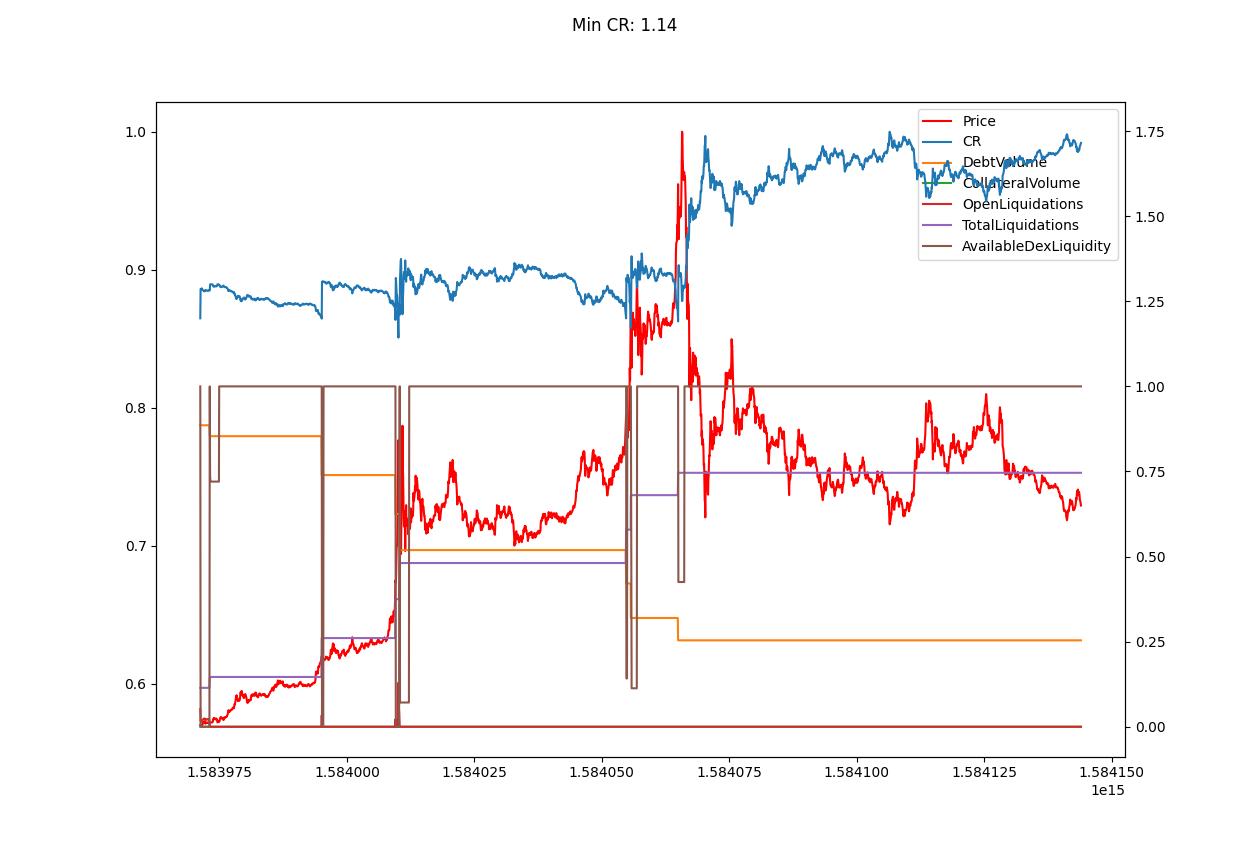 Min CR: 1.14
1.0
0.9
0.8
0.7
0.6
1.75
1.50
1.25
1.00
0.75
0.50
0.25
0.00
Price
CR
DebtVolume
CollateralVolume
OpenLiquidations
TotalLiquidations
AvailableDexLiquidity
1.583975 1.584000 1.584025 1.584050 1.584075 1.584100 1.584125 1.584150
1e15